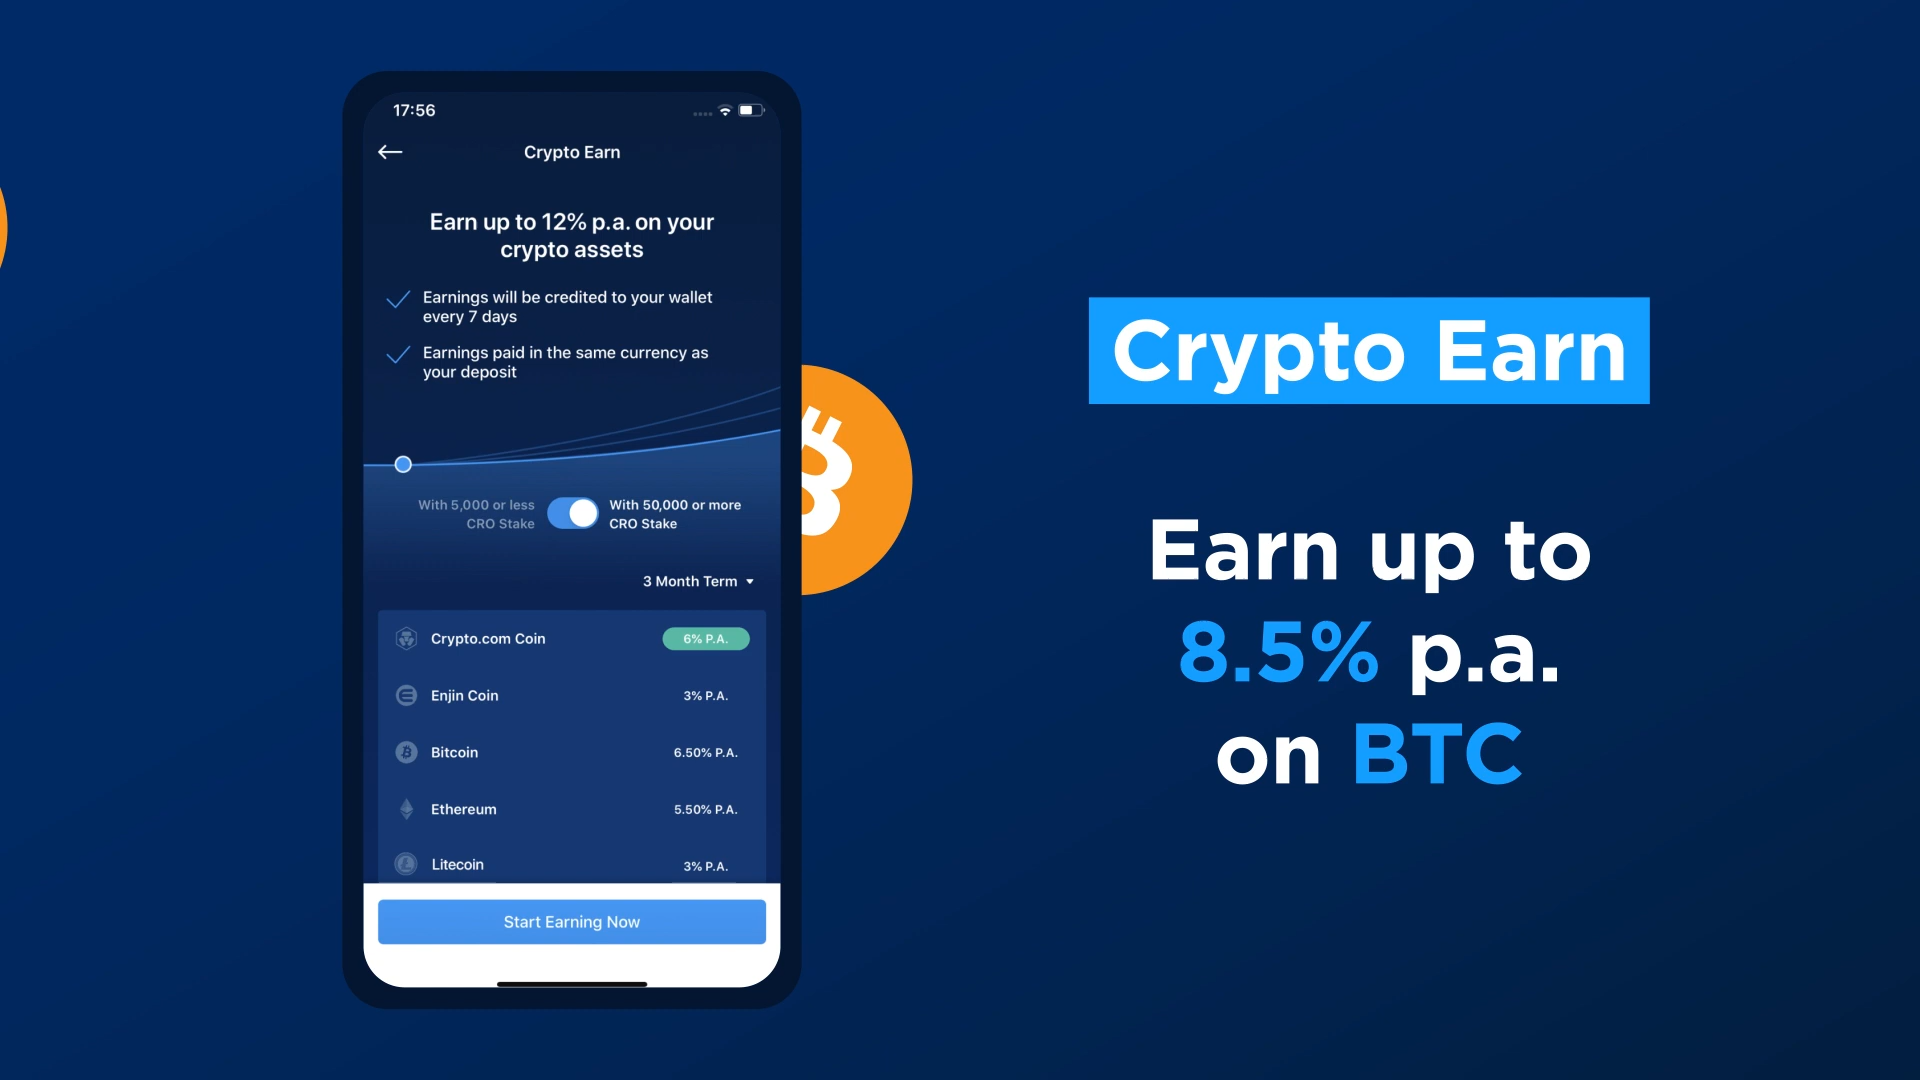 17:56
Crypto Earn
Earn up to 12% p.a. on your
crypto assets
Earnings will be credited to your wallet
every 7 days
Earnings paid in the same currency as
your deposit
With 5,000 or less
CRO Stake
With 50,000 or more
CRO Stake
3 Month Term
Crypto.com Coin
6% P.A.
Enjin Coin
3% P.A.
Bitcoin
6.50% P.A.
Ethereum
5.50% P.A.
Litecoin
3% P.A.
Start Earning Now
Crypto Earn
Earn up to
8.5% p.a.
on BTC